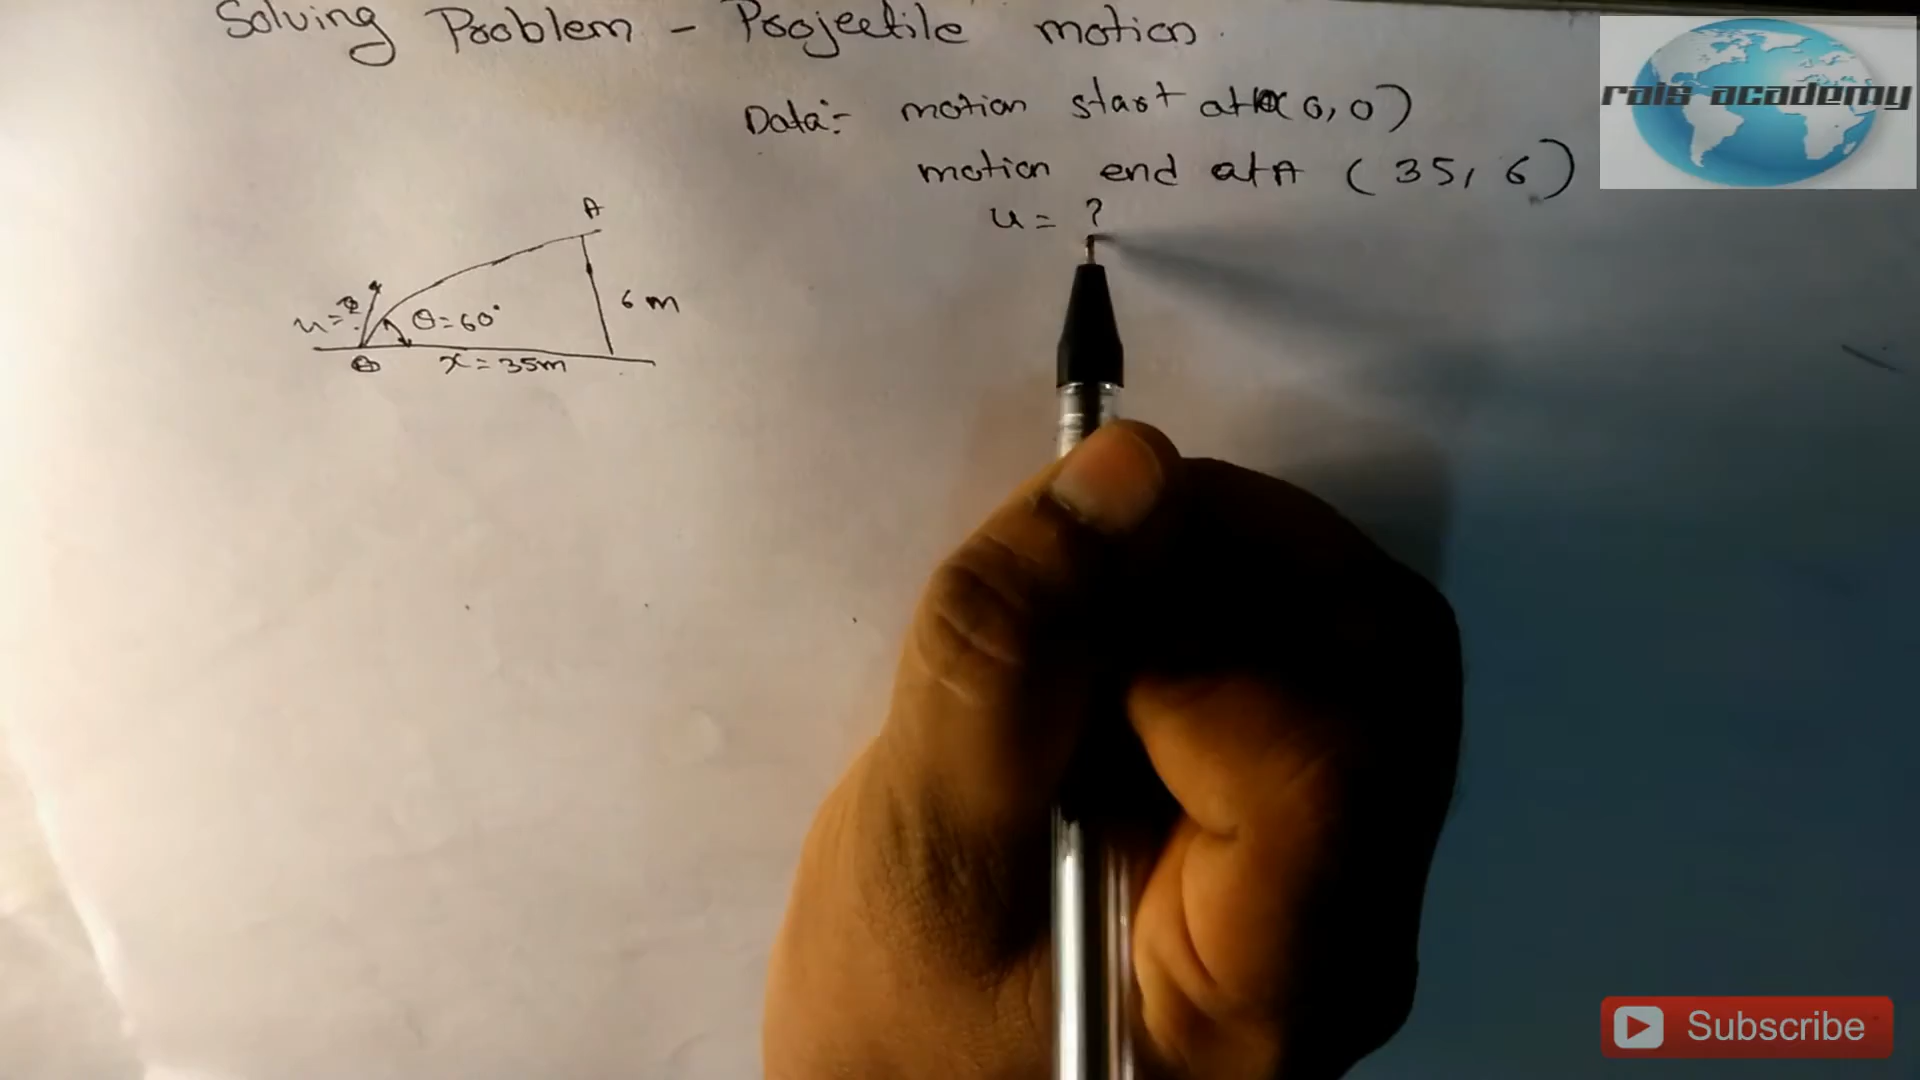 Solving Problem - Projectile motion.
Data:- motion start at (0,0)
motion end at A (35, 6)
u = ?
A
6 m
u = ?
θ=60°
x = 35m
rais academy
Subscribe